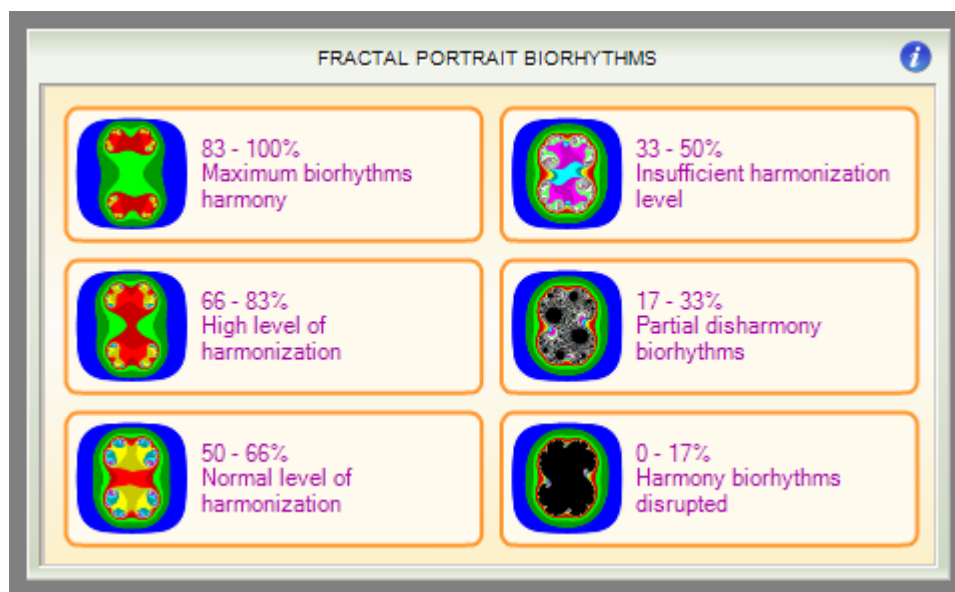 FRACTAL PORTRAIT BIORHYTHMS
i
83 - 100%
Maximum biorhythms
harmony
66 - 83%
High level of
harmonization
50 - 66%
Normal level of
harmonization
33 - 50%
Insufficient harmonization
level
17 - 33%
Partial disharmony
biorhythms
0 - 17%
Harmony biorhythms
disrupted